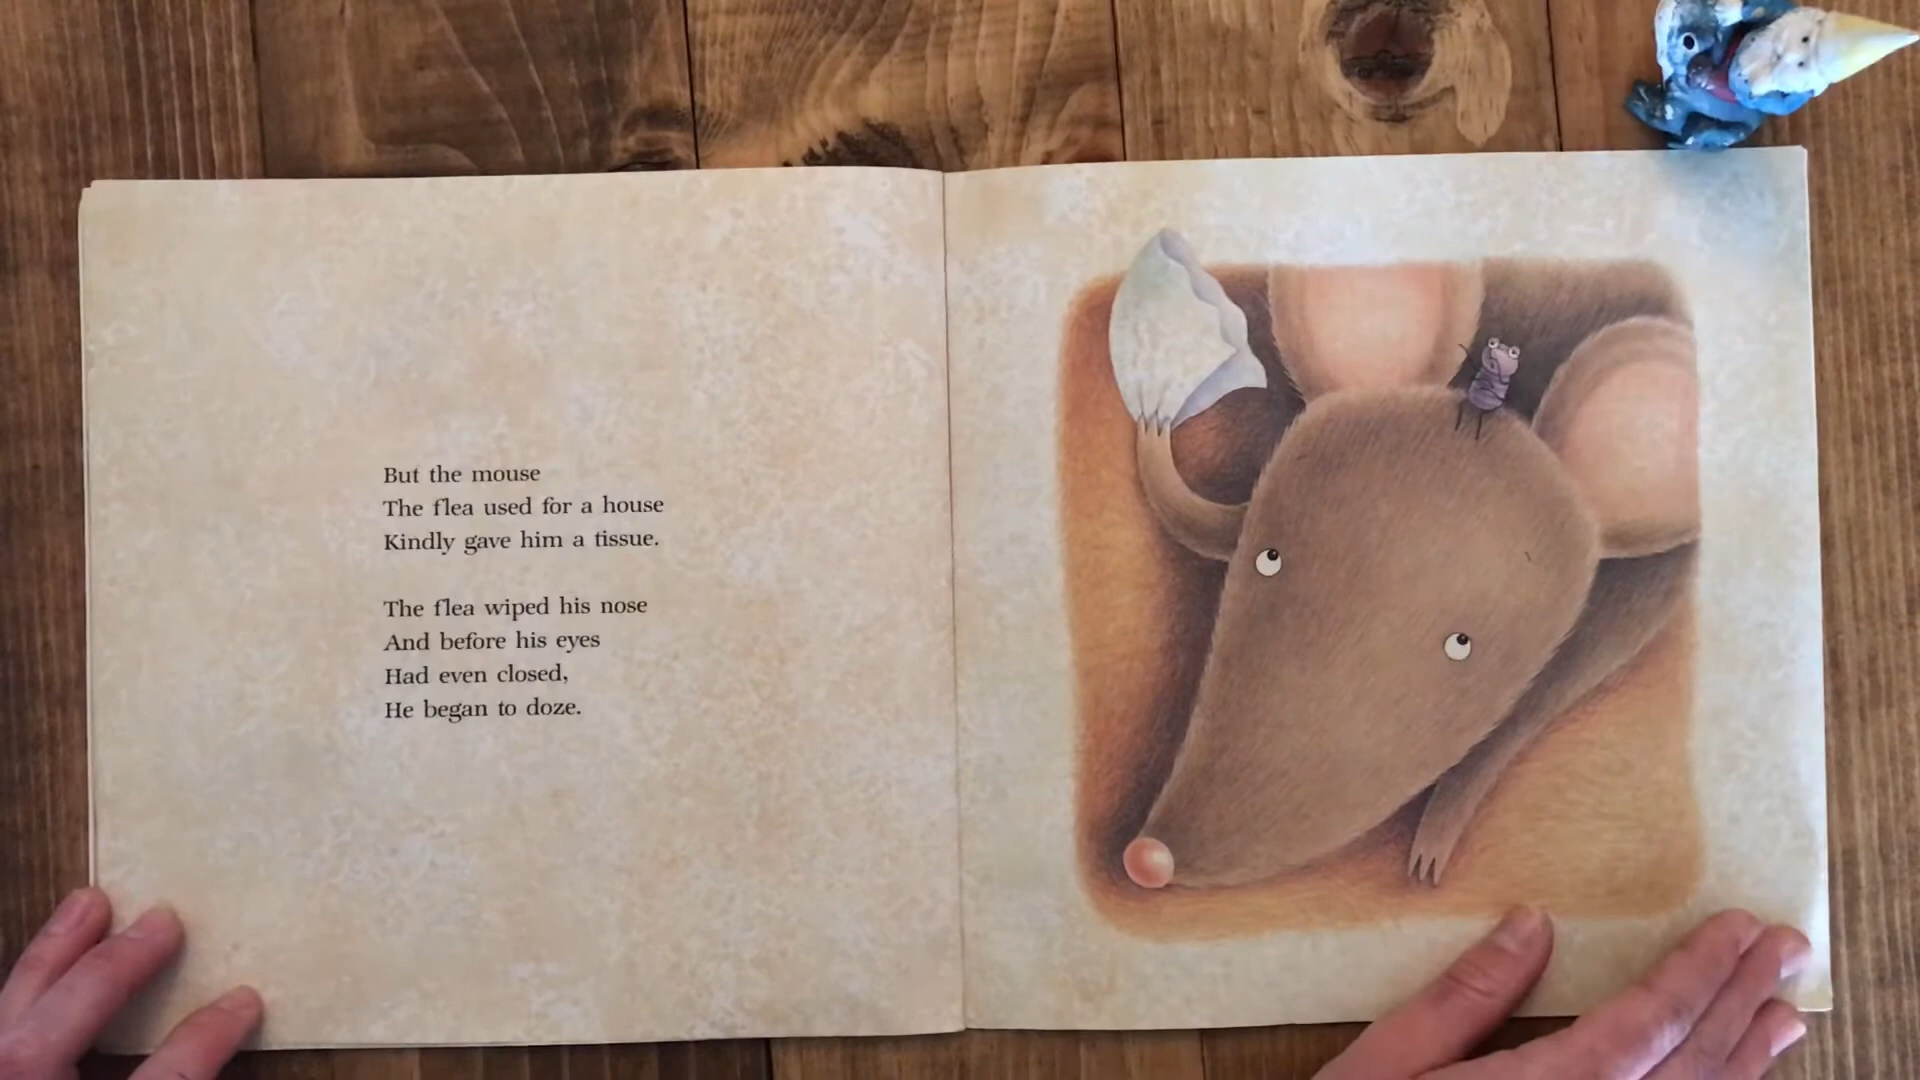 But the mouse
The flea used for a house
Kindly gave him a tissue.
The flea wiped his nose
And before his eyes
Had even closed,
He began to doze.